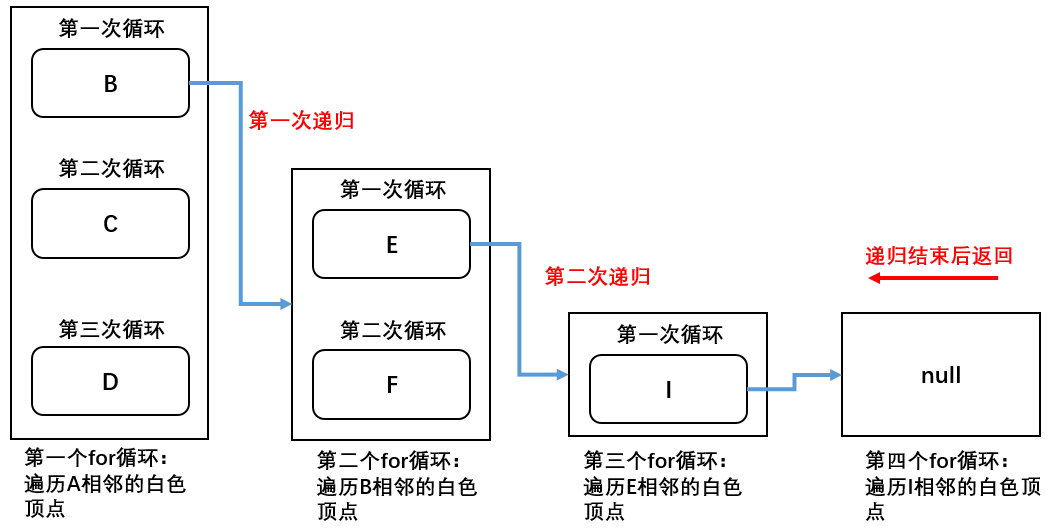 第一次循环
B
第二次循环
C
第三次循环
D
第一个for循环：
遍历A相邻的白色
顶点
第一次递归
第一次循环
E
第二次循环
F
第二个for循环：
遍历B相邻的白色
顶点
第二次递归
第一次循环
I
第三个for循环：
遍历E相邻的白色
顶点
递归结束后返回
null
第四个for循环：
遍历I相邻的白色顶
点